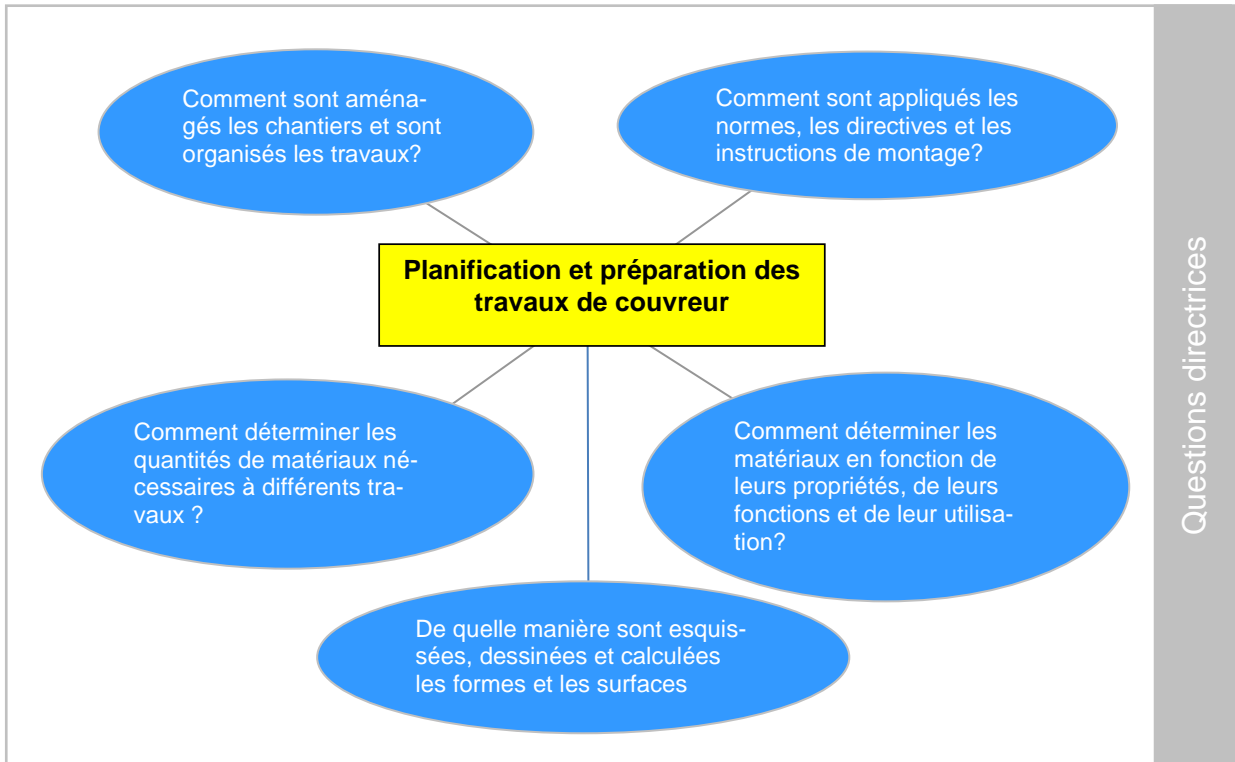 Comment sont aména-
gés les chantiers et sont
organisés les travaux?
Comment sont appliqués les
normes, les directives et les
instructions de montage?
Planification et préparation des
travaux de couvreur
Comment déterminer les
quantités de matériaux né-
cessaires à différents tra-
vaux ?
Comment déterminer les
matériaux en fonction de
leurs propriétés, de leurs
fonctions et de leur utilisa-
tion?
De quelle manière sont esquis-
sées, dessinées et calculées
les formes et les surfaces
Questions directrices